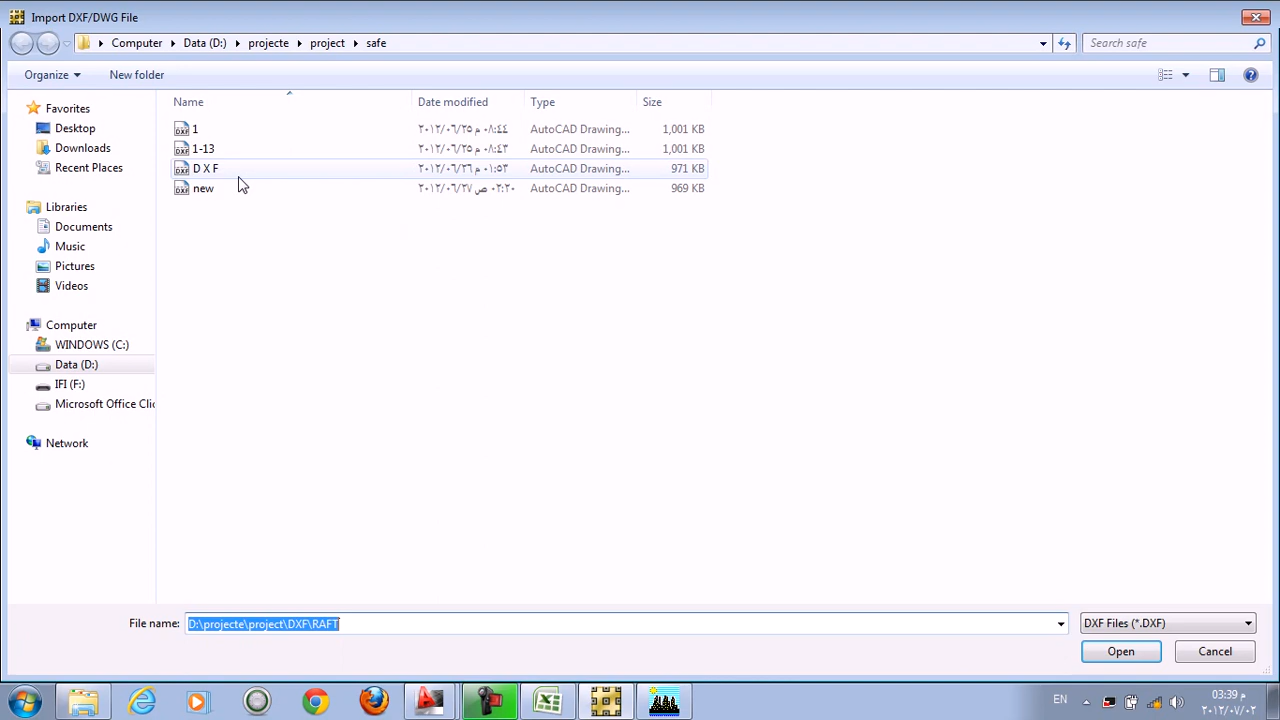 Import DXF/DWG File
Computer Data (D:) projecte project safe
Search safe
Organize
New folder
Name
Date modified
Type
Size
1 ٢٠١٢/٠٦/٢٥ م ٠٨:٤٤ AutoCAD Drawing... 1,001 KB
1-13 ٢٠١٢/٠٦/٢٥ م ٠٨:٤٣ AutoCAD Drawing... 1,001 KB
D X F ٢٠١٢/٠٦/٢٦ م ٠١:٥٣ AutoCAD Drawing... 971 KB
new ٢٠١٢/٠٦/٢٧ ص ٠٢:٢٠ AutoCAD Drawing... 969 KB
Favorites
Desktop
Downloads
Recent Places
Libraries
Documents
Music
Pictures
Videos
Computer
WINDOWS (C:)
Data (D:)
IFI (F:)
Microsoft Office Clic
Network
File name: D:\projecte\project\DXF\RAFT
DXF Files (*.DXF)
Open
Cancel
EN
م 03:39
٢٠١٢/٠٧/٠٢